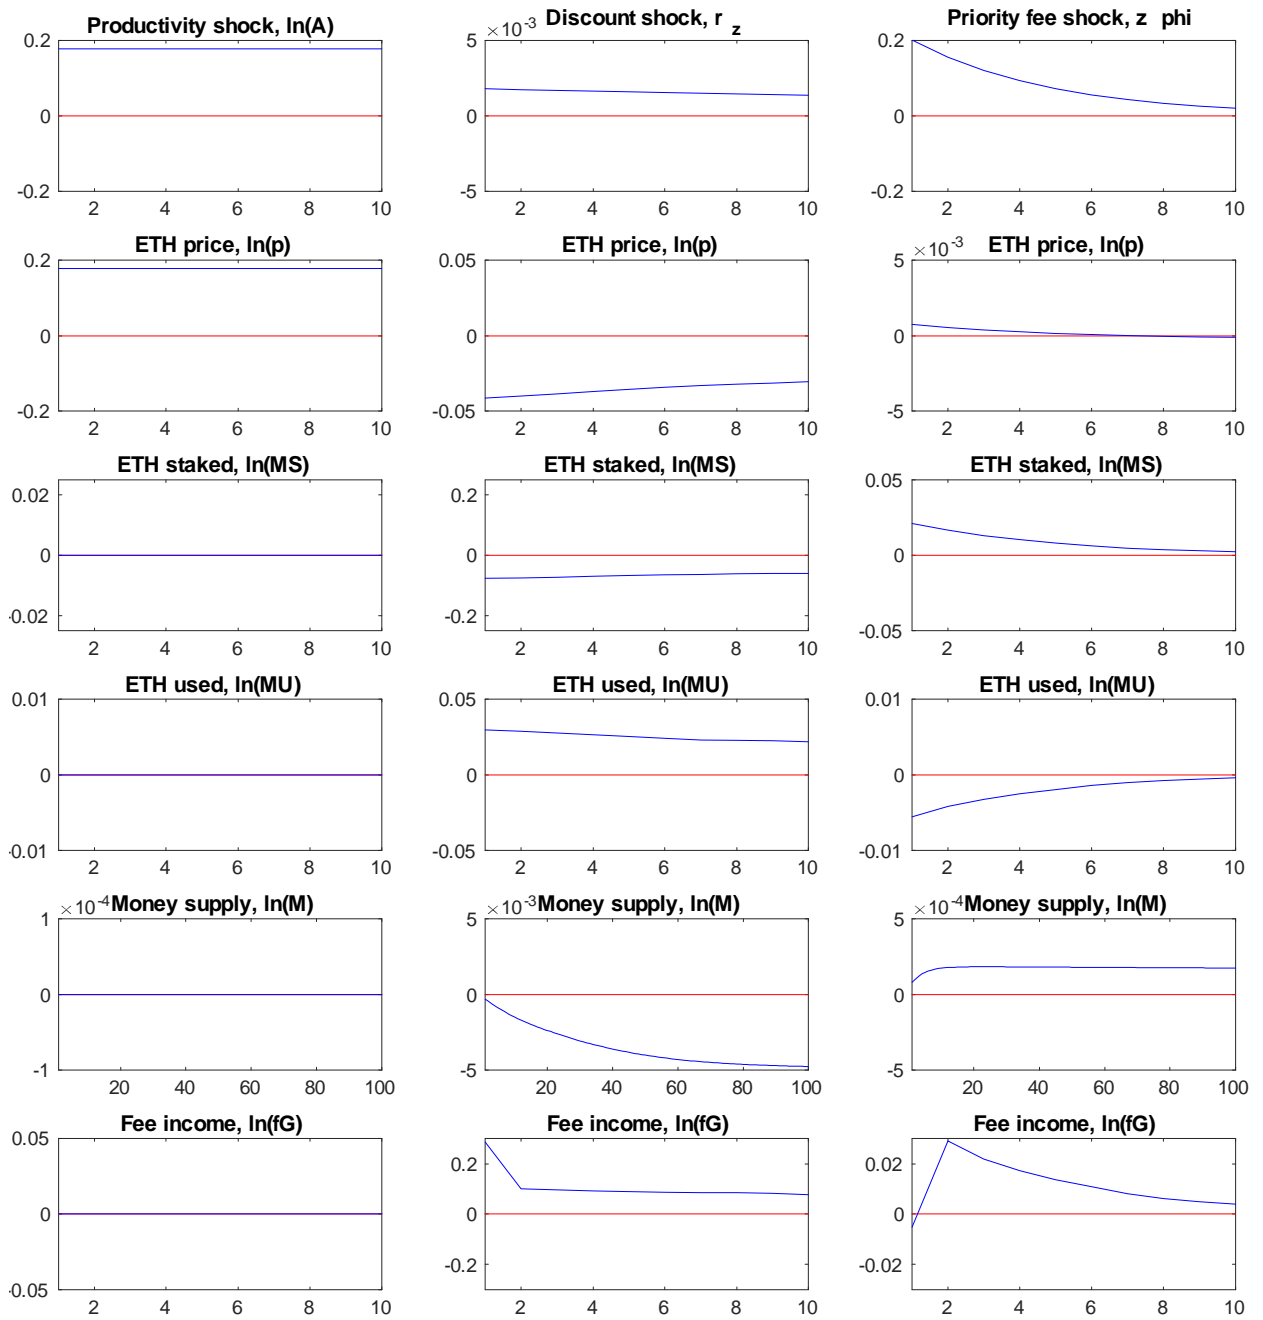 Productivity shock, ln(A)
0.2
0
-0.2
2 4 6 8 10
×10-3
Discount shock, r z
5
0
-5
2 4 6 8 10
Priority fee shock, z phi
0.2
0
-0.2
2 4 6 8 10
ETH price, ln(p)
0.2
0
-0.2
2 4 6 8 10
ETH price, ln(p)
0.05
0
-0.05
2 4 6 8 10
×10-3
ETH price, ln(p)
5
0
-5
2 4 6 8 10
ETH staked, ln(MS)
0.02
0
-0.02
2 4 6 8 10
ETH staked, ln(MS)
0.2
0
-0.2
2 4 6 8 10
ETH staked, ln(MS)
0.05
0
-0.05
2 4 6 8 10
ETH used, ln(MU)
0.01
0
-0.01
2 4 6 8 10
ETH used, ln(MU)
0.05
0
-0.05
2 4 6 8 10
ETH used, ln(MU)
0.01
0
-0.01
2 4 6 8 10
×10-4 Money supply, ln(M)
1
0
-1
20 40 60 80 100
×10-3 Money supply, ln(M)
5
0
-5
20 40 60 80 100
×10-4 Money supply, ln(M)
5
0
-5
20 40 60 80 100
Fee income, ln(fG)
0.05
0
-0.05
2 4 6 8 10
Fee income, ln(fG)
0.2
0
-0.2
2 4 6 8 10
Fee income, ln(fG)
0.02
0
-0.02
2 4 6 8 10